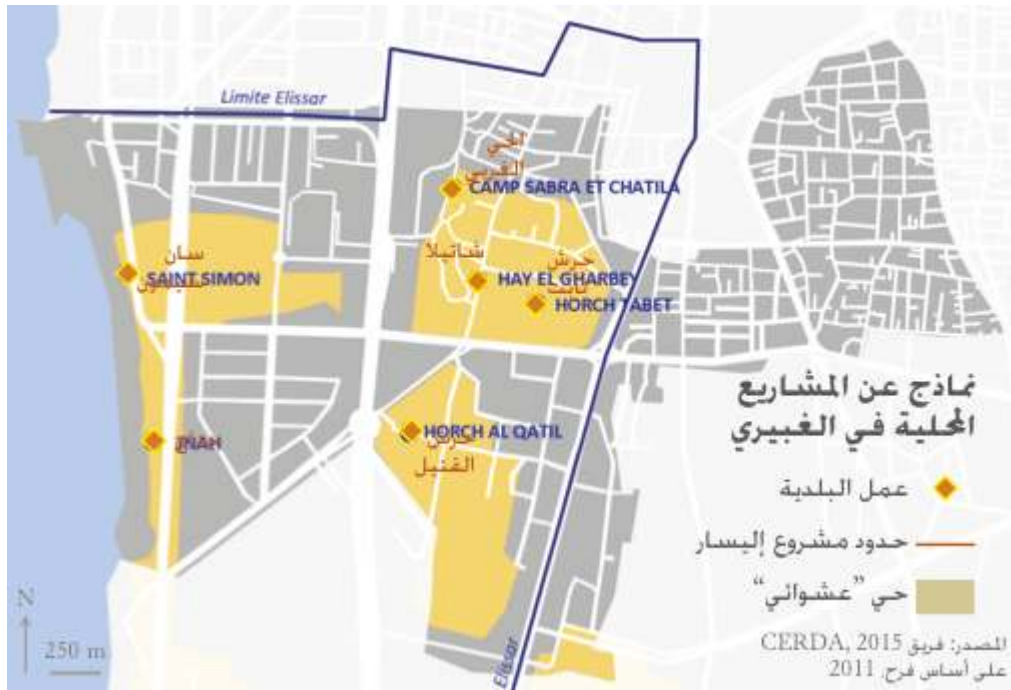 Limite Elissar
الحي
الغربي
CAMP SABRA ET CHATILA
شاتيلا
حرش
سان
SAINT SIMON
HAY EL GHARBEY
ثابت
HORCH TABET
نماذج عن المشاريع
المحلية في الغبيري
JNAH
HORCH AL QATIL
حرش
القتيل
عمل البلدية
حدود مشروع إليسار
حي "عشوائي"
N
250 m
Elissar
المصدر: فريق CERDA, 2015
على أساس فرح, 2011